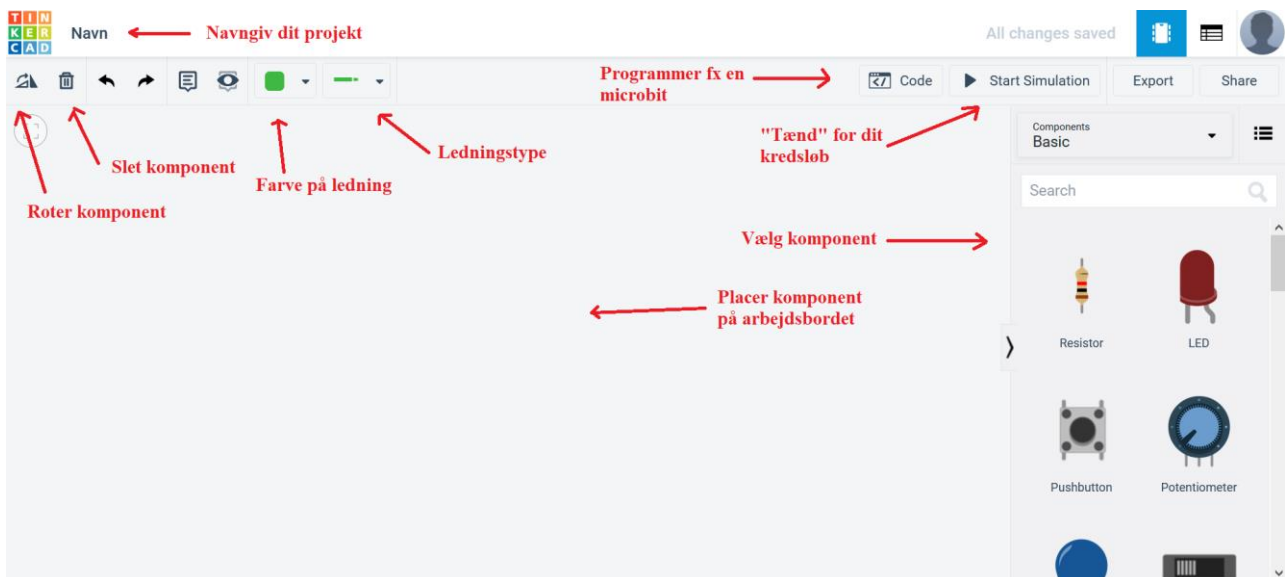 TIN
KER
CAD
Navn
Navngiv dit projekt
All changes saved
Programmer fx en
microbit
Code
Start Simulation
Export
Share
"Tænd" for dit
kredsløb
Components
Basic
Ledningstype
Slet komponent
Farve på ledning
Roter komponent
Search
Vælg komponent
Placer komponent
på arbejdsbordet
Resistor
LED
Pushbutton
Potentiometer